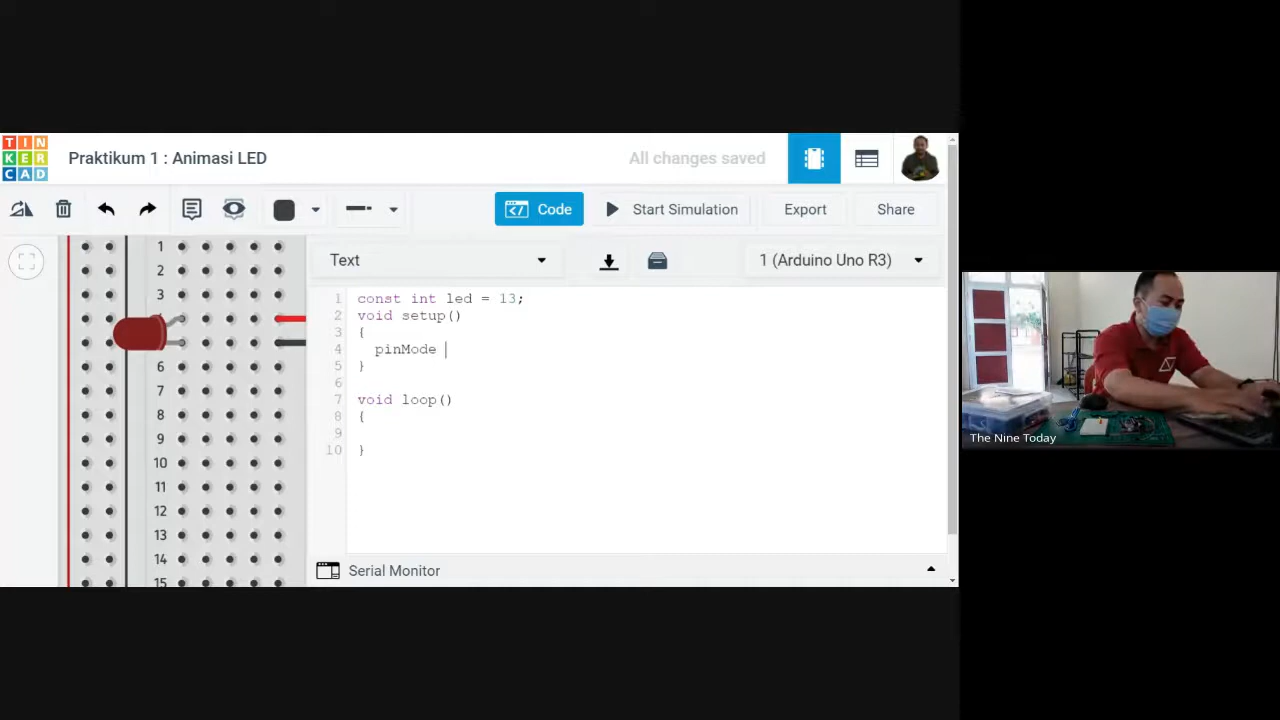 TIN
KER
CAD
Praktikum 1 : Animasi LED
All changes saved
Code
Start Simulation
Export
Share
Text
1 (Arduino Uno R3)
1
2
3
6
7
8
9
10
11
12
13
14
15
1 const int led = 13;
2 void setup()
3 {
4 pinMode
5 }
6
7 void loop()
8 {
9
10 }
Serial Monitor
The Nine Today